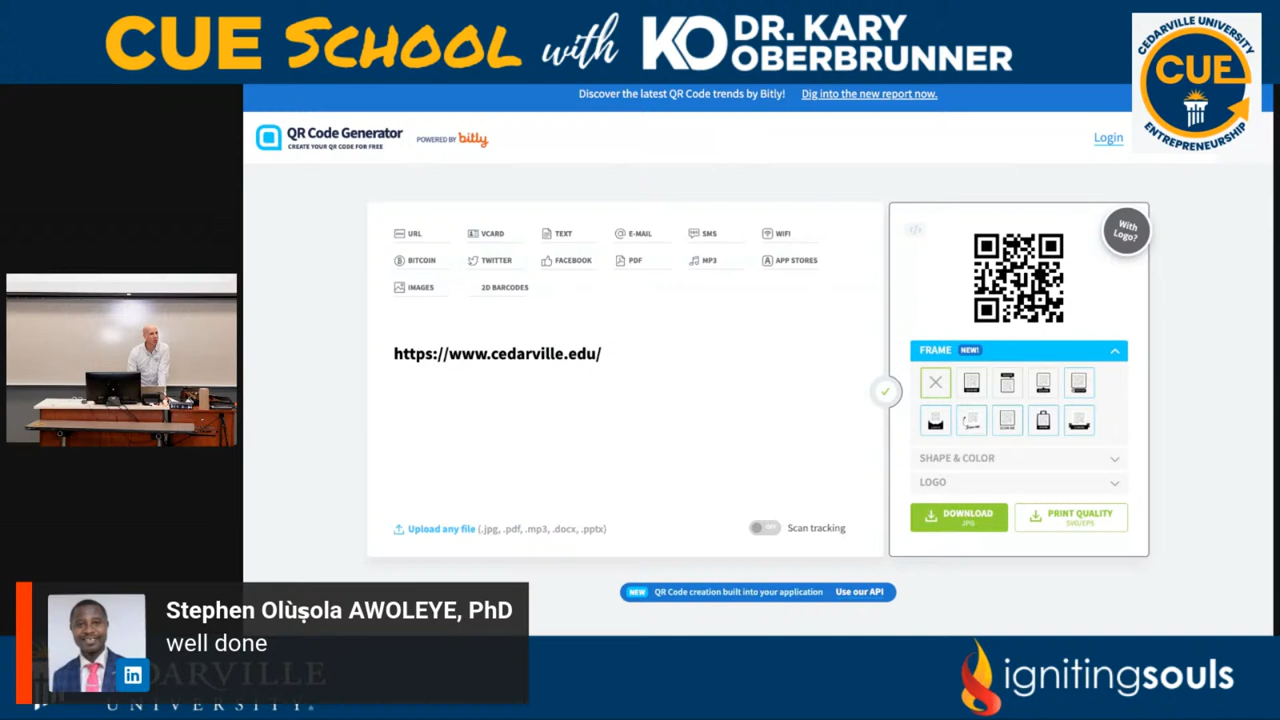 CUE SCHOOL with KO DR. KARY OBERBRUNNER
CEDARVILLE UNIVERSITY
CUE
ENTREPRENEURSHIP
Discover the latest QR Code trends by Bitly! Dig into the new report now.
QR Code Generator
CREATE YOUR QR CODE FOR FREE
POWERED BY bitly
Login
URL VCARD TEXT E-MAIL SMS WIFI
BITCOIN TWITTER FACEBOOK PDF MP3 APP STORES
IMAGES 2D BARCODES
https://www.cedarville.edu/
Upload any file (.jpg, .pdf, .mp3, .docx, .pptx)
OFF Scan tracking
With Logo?
FRAME NEW!
SHAPE & COLOR
LOGO
DOWNLOAD
JPG
PRINT QUALITY
SVG/EPS
NEW QR Code creation built into your application Use our API
Stephen Olùṣọla AWOLEYE, PhD
well done
in
DARVILLE
UNIVERSITY.
ignitingsouls